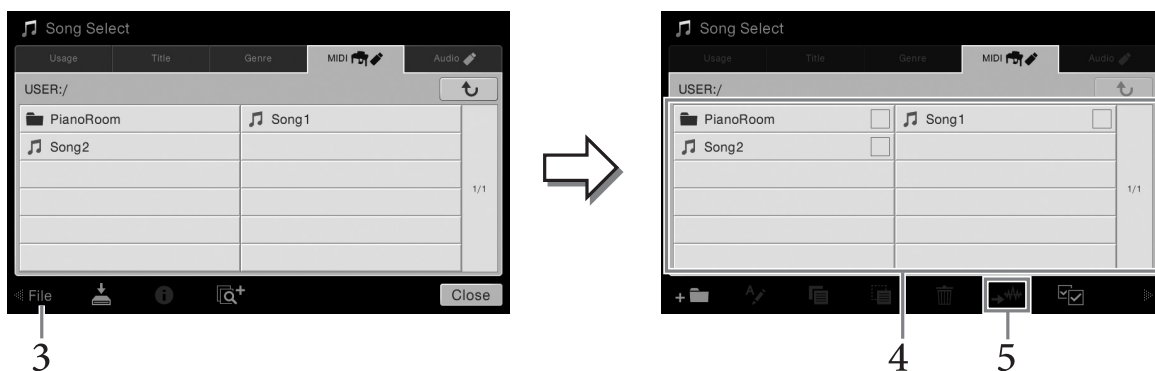 Song Select
Usage Title Genre MIDI Audio
USER:/
PianoRoom Song1
Song2
1/1
File
Close
3
Song Select
Usage Title Genre MIDI Audio
USER:/
PianoRoom Song1
Song2
1/1
4 5